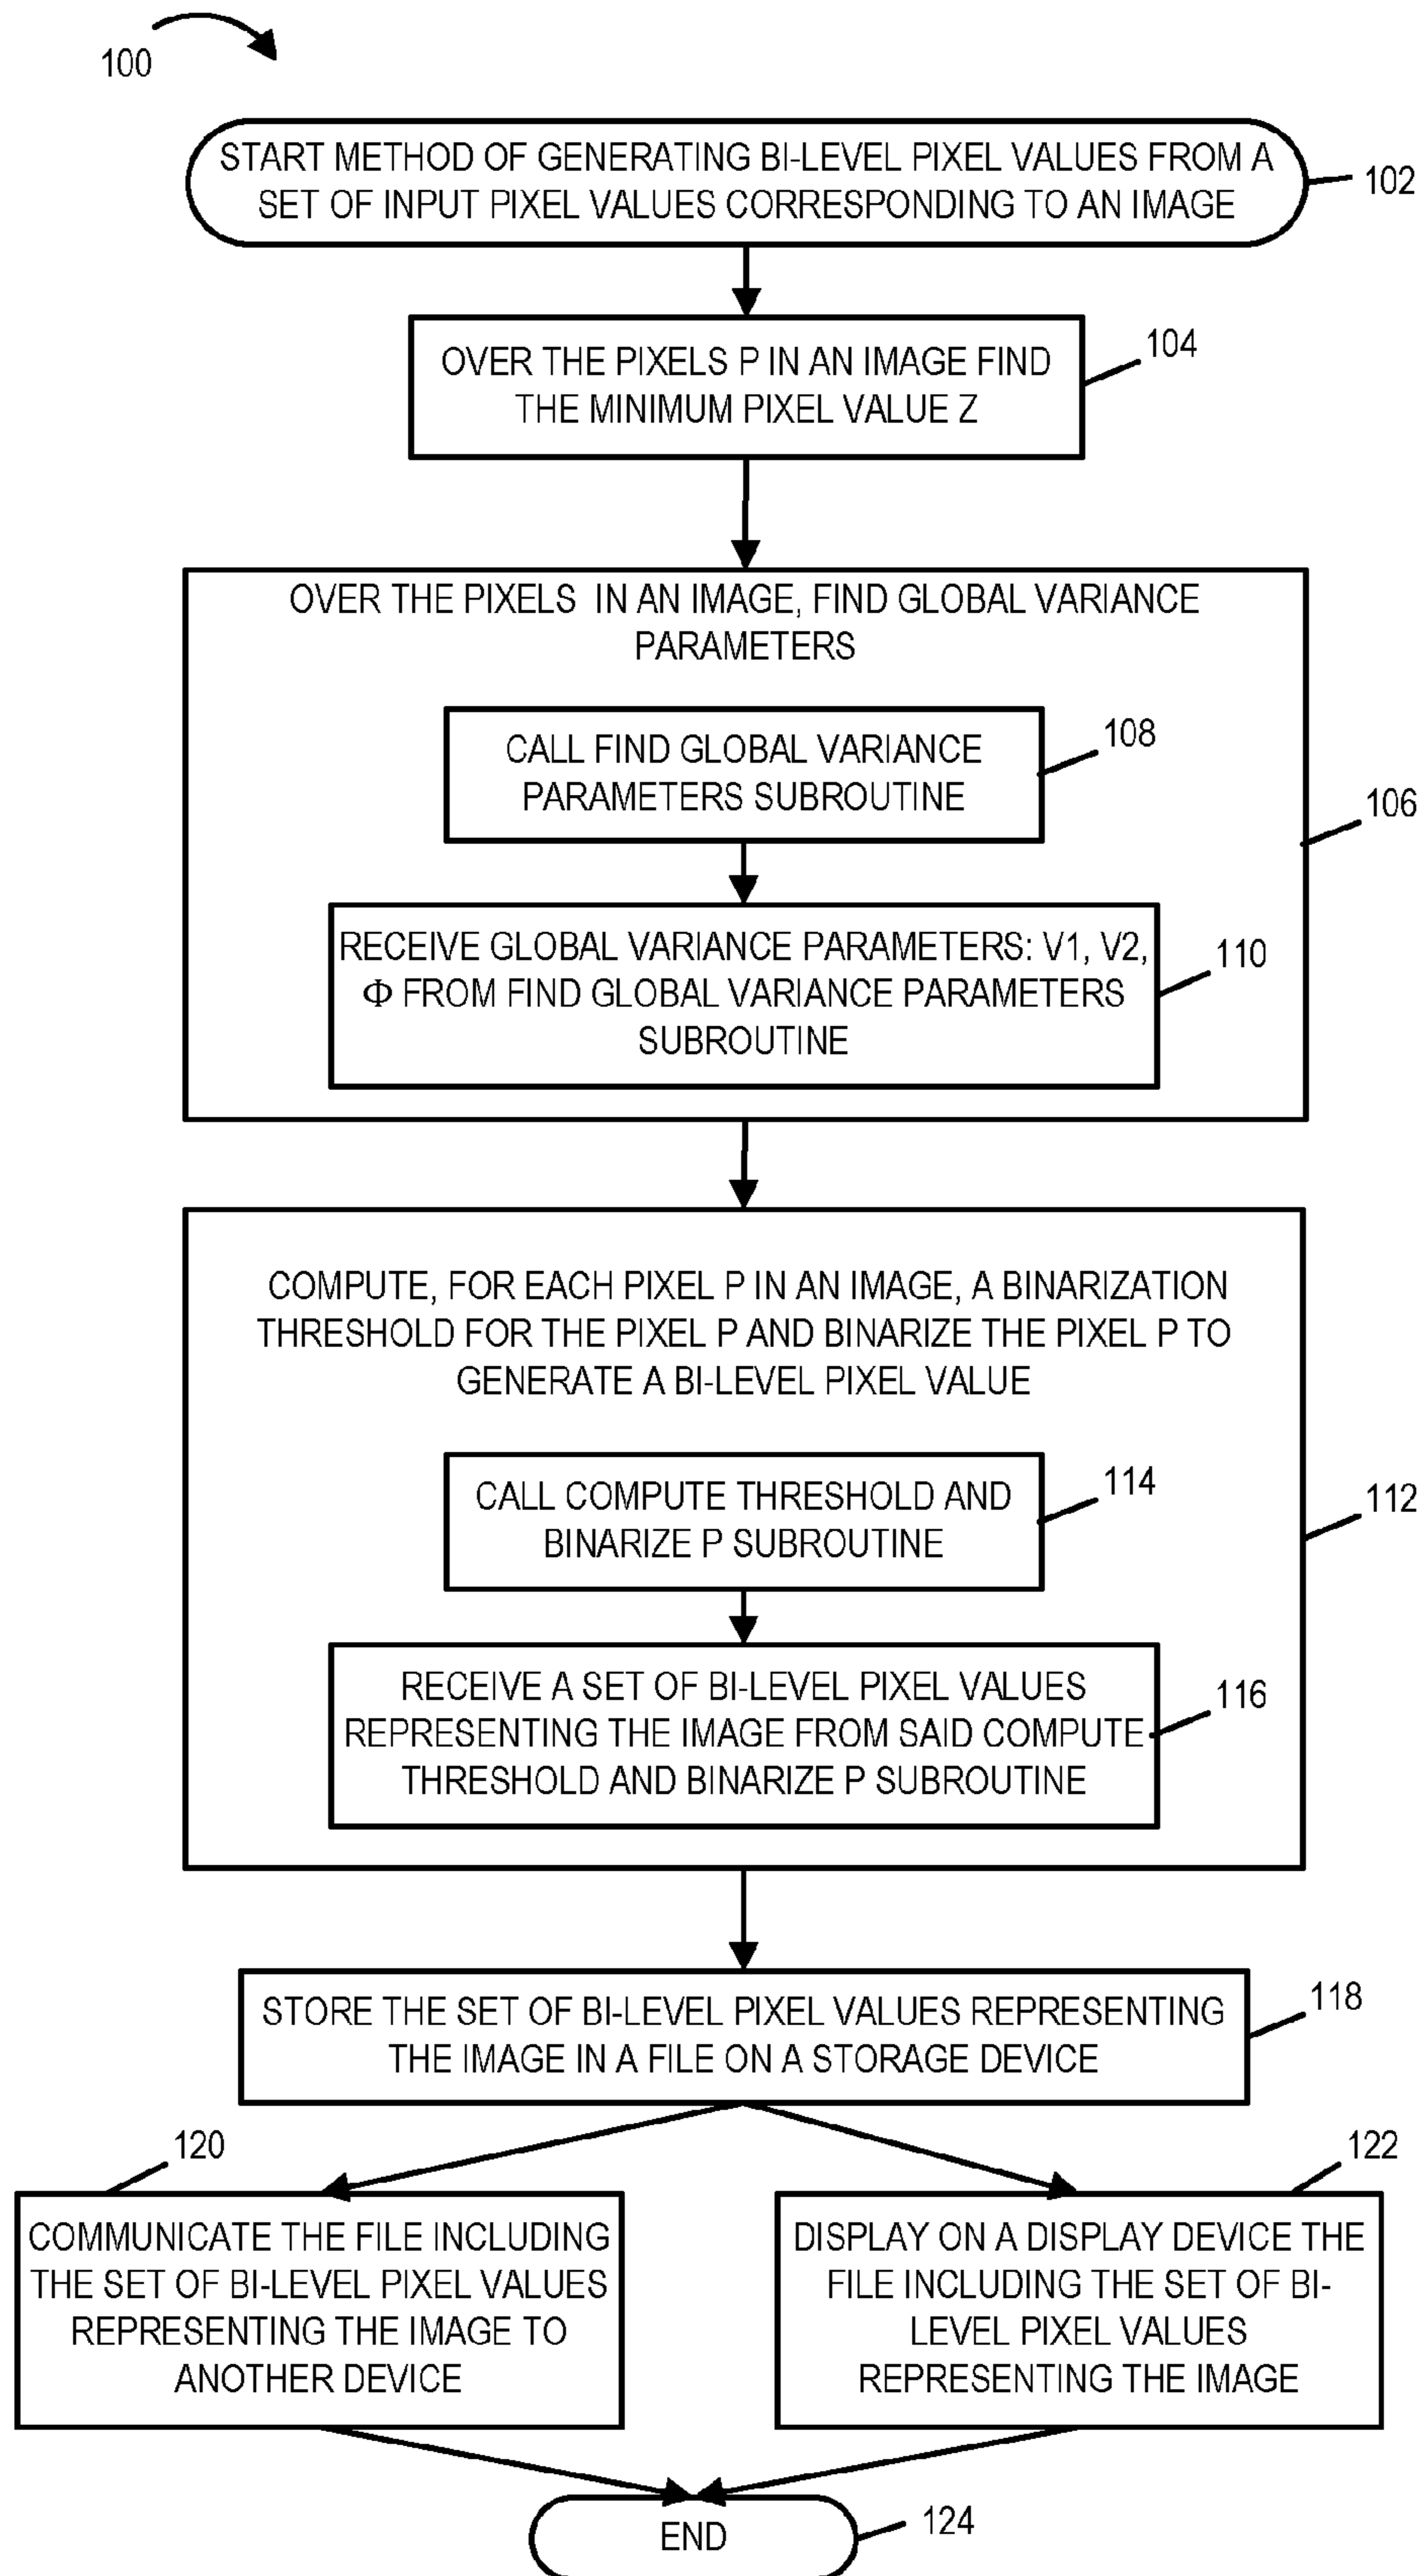 100
START METHOD OF GENERATING BI-LEVEL PIXEL VALUES FROM A
SET OF INPUT PIXEL VALUES CORRESPONDING TO AN IMAGE
102
OVER THE PIXELS P IN AN IMAGE FIND
THE MINIMUM PIXEL VALUE Z
104
OVER THE PIXELS IN AN IMAGE, FIND GLOBAL VARIANCE
PARAMETERS
106
CALL FIND GLOBAL VARIANCE
PARAMETERS SUBROUTINE
108
RECEIVE GLOBAL VARIANCE PARAMETERS: V1, V2,
Φ FROM FIND GLOBAL VARIANCE PARAMETERS
SUBROUTINE
110
COMPUTE, FOR EACH PIXEL P IN AN IMAGE, A BINARIZATION
THRESHOLD FOR THE PIXEL P AND BINARIZE THE PIXEL P TO
GENERATE A BI-LEVEL PIXEL VALUE
112
CALL COMPUTE THRESHOLD AND
BINARIZE P SUBROUTINE
114
RECEIVE A SET OF BI-LEVEL PIXEL VALUES
REPRESENTING THE IMAGE FROM SAID COMPUTE
THRESHOLD AND BINARIZE P SUBROUTINE
116
STORE THE SET OF BI-LEVEL PIXEL VALUES REPRESENTING
THE IMAGE IN A FILE ON A STORAGE DEVICE
118
120
COMMUNICATE THE FILE INCLUDING
THE SET OF BI-LEVEL PIXEL VALUES
REPRESENTING THE IMAGE TO
ANOTHER DEVICE
122
DISPLAY ON A DISPLAY DEVICE THE
FILE INCLUDING THE SET OF BI-
LEVEL PIXEL VALUES
REPRESENTING THE IMAGE
END
124